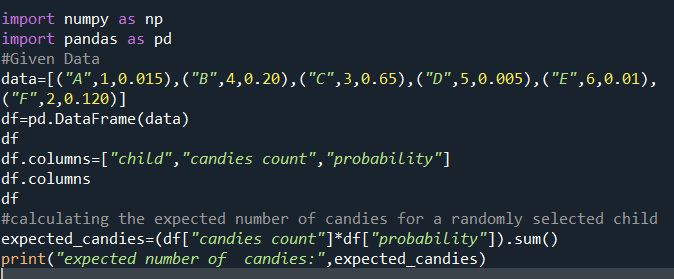 import numpy as np
import pandas as pd
#Given Data
data=[("A",1,0.015),("B",4,0.20),("C",3,0.65),("D",5,0.005),("E",6,0.01),
("F",2,0.120)]
df=pd.DataFrame(data)
df
df.columns=["child","candies count","probability"]
df.columns
df
#calculating the expected number of candies for a randomly selected child
expected_candies=(df["candies count"]*df["probability"]).sum()
print("expected number of  candies:",expected_candies)